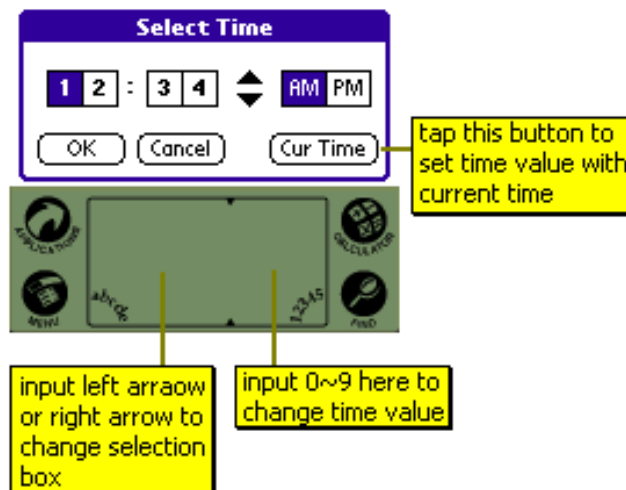 Select Time
1 2 : 3 4 AM PM
OK Cancel Cur Time
tap this button to
set time value with
current time
APPLICATIONS
CALCULATOR
MENU
abcde
12345
FIND
input left arraow
or right arrow to
change selection
box
input 0~9 here to
change time value